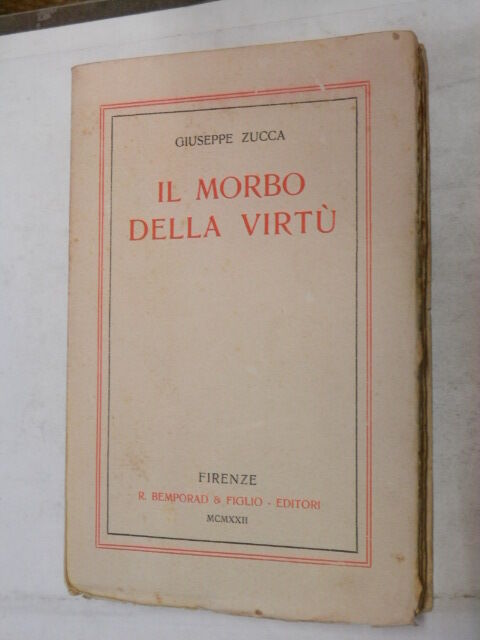 GIUSEPPE ZUCCA
IL MORBO
DELLA VIRTÙ
FIRENZE
R. BEMPORAD & FIGLIO - EDITORI
MCMXXII